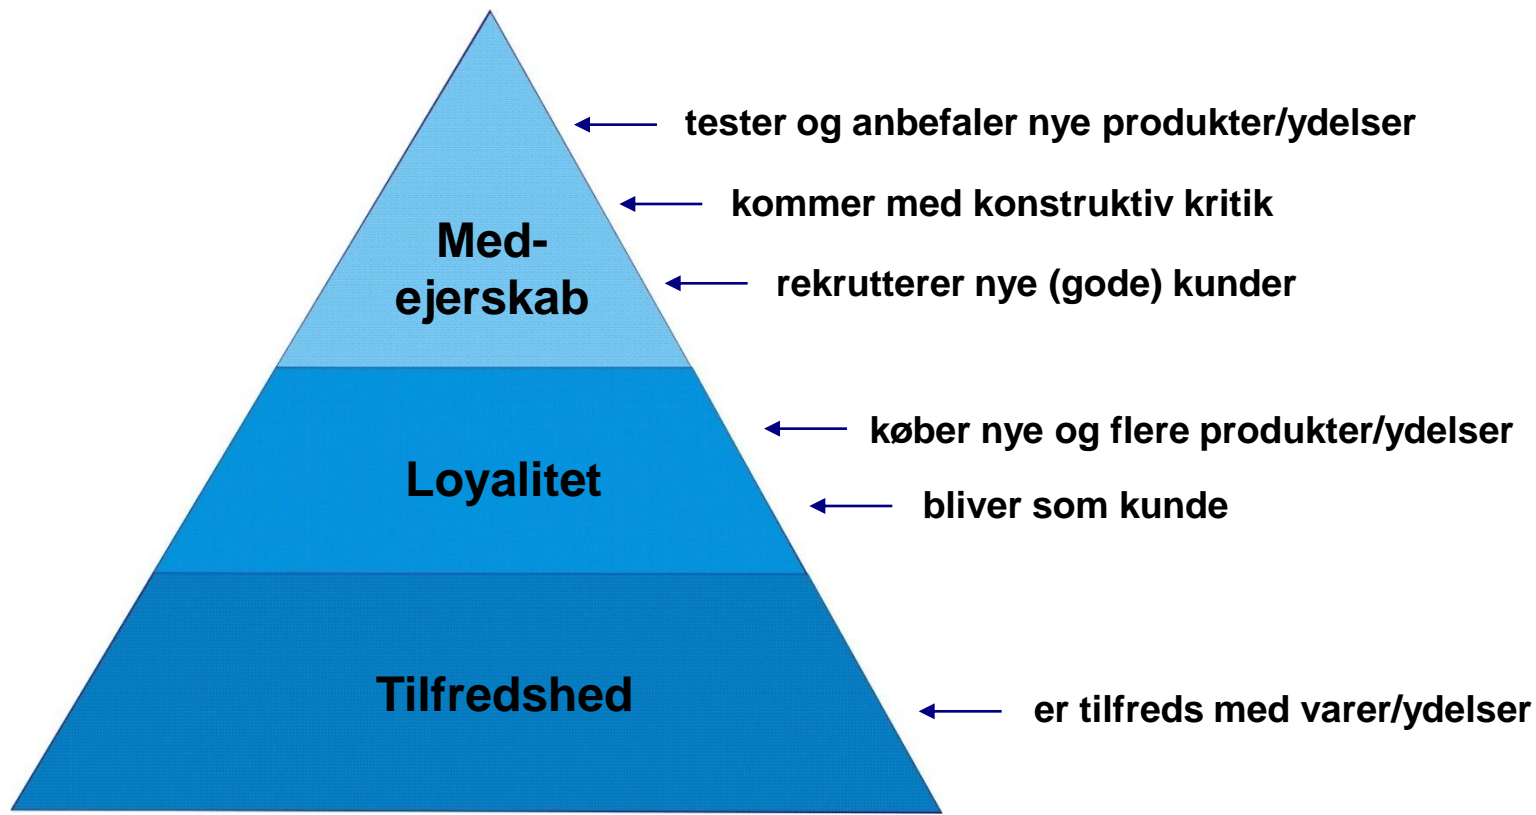 tester og anbefaler nye produkter/ydelser
kommer med konstruktiv kritik
Med-
ejerskab
rekrutterer nye (gode) kunder
køber nye og flere produkter/ydelser
Loyalitet
bliver som kunde
Tilfredshed
er tilfreds med varer/ydelser